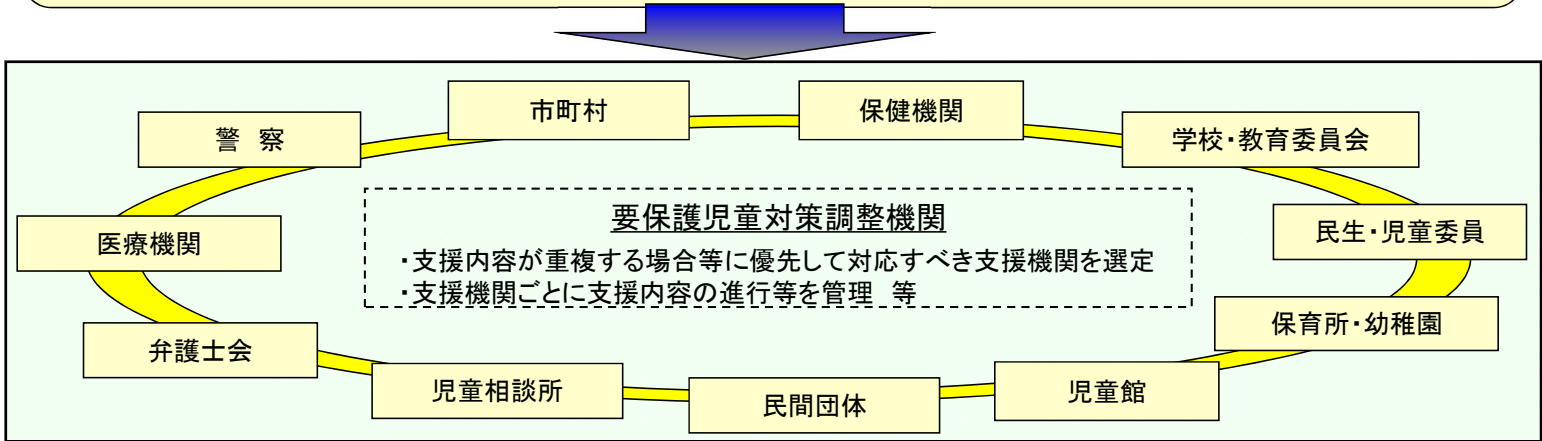 市町村
保健機関
警 察
学校・教育委員会
要保護児童対策調整機関
医療機関
民生・児童委員
・支援内容が重複する場合等に優先して対応すべき支援機関を選定
・支援機関ごとに支援内容の進行等を管理 等
保育所・幼稚園
弁護士会
児童相談所
児童館
民間団体